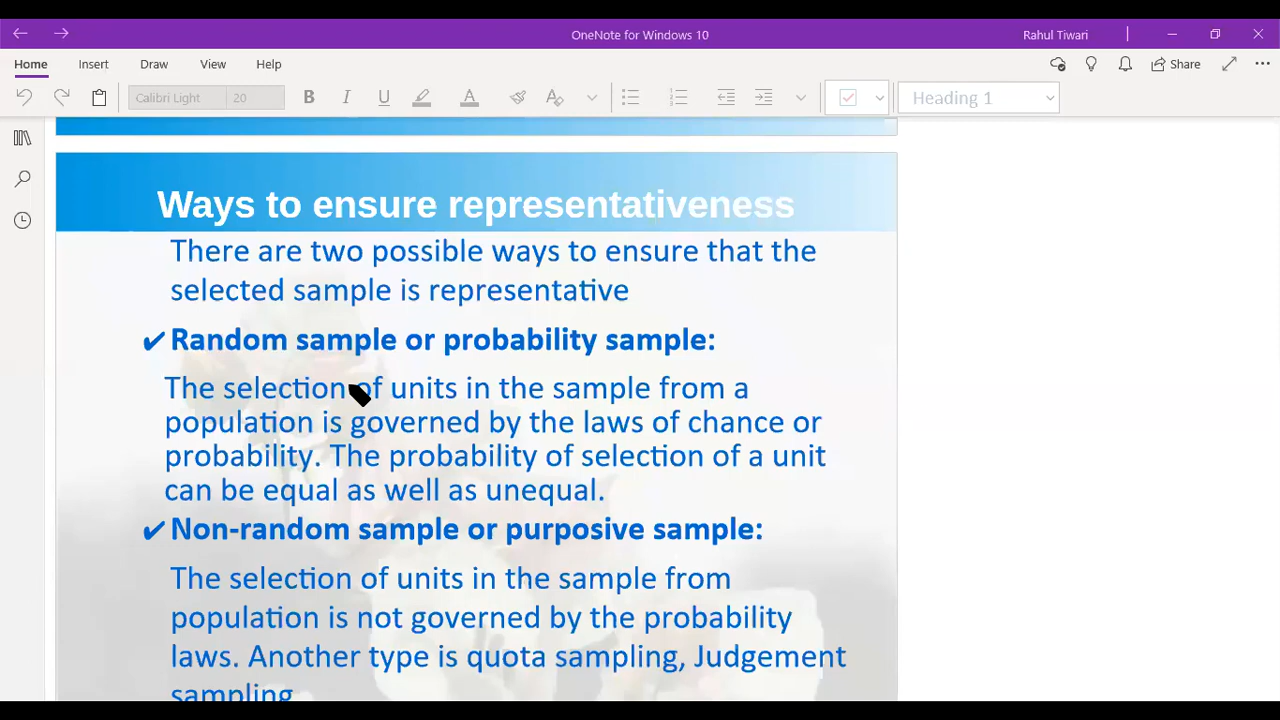 OneNote for Windows 10
Rahul Tiwari
Home Insert Draw View Help
Share
Calibri Light 20
Heading 1
Ways to ensure representativeness
There are two possible ways to ensure that the
selected sample is representative
✔Random sample or probability sample:
The selection of units in the sample from a
population is governed by the laws of chance or
probability. The probability of selection of a unit
can be equal as well as unequal.
✔Non-random sample or purposive sample:
The selection of units in the sample from
population is not governed by the probability
laws. Another type is quota sampling, Judgement
sampling